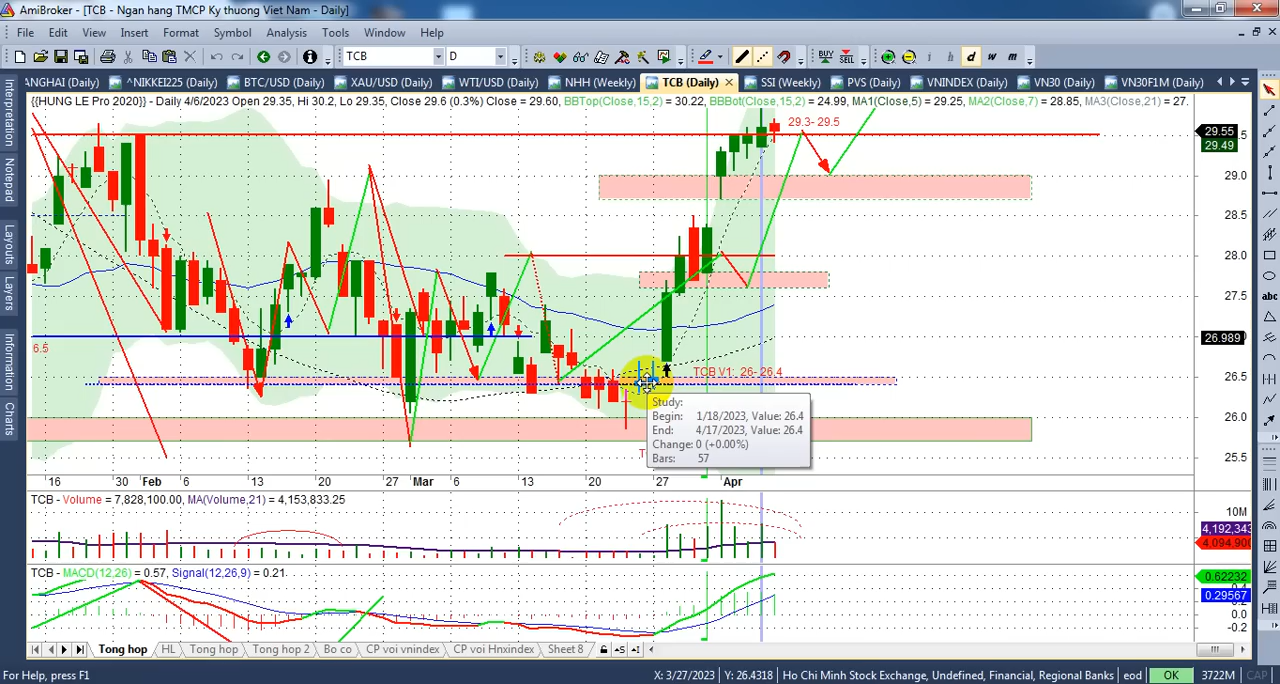 AmiBroker - [TCB - Ngan hang TMCP Ky thuong Viet Nam - Daily]
File Edit View Insert Format Symbol Analysis Tools Window Help
TCB D BUY SELL i h d w m
ANGHAI (Daily) ^NIKKEI225 (Daily) BTC/USD (Daily) XAU/USD (Daily) WTI/USD (Daily) NHH (Weekly) TCB (Daily) SSI (Weekly) PVS (Daily) VNINDEX (Daily) VN30 (Daily) VN30F1M (Daily)
{{HUNG LE Pro 2020}} - Daily 4/6/2023 Open 29.35, Hi 30.2, Lo 29.35, Close 29.6 (0.3%) Close = 29.60, BBTop(Close,15,2) = 30.22, BBBot(Close,15,2) = 24.99, MA1(Close,5) = 29.25, MA2(Close,7) = 28.85, MA3(Close,21) = 27.
Interpretation
Notepad
Layouts
Layers
Information
Charts
abc
29.3- 29.5
29.55
29.49
29.0
28.5
28.0
27.5
26.989
26.5
26.0
25.5
6.5
TCB V1: 26- 26.4
Study:
Begin: 1/18/2023, Value: 26.4
End: 4/17/2023, Value: 26.4
Change: 0 (+0.00%)
Bars: 57
16 30 Feb 6 13 20 27 Mar 6 13 20 27 Apr
TCB - Volume = 7,828,100.00, MA(Volume,21) = 4,153,833.25
10M
4,192,343
4,094,900
TCB - MACD(12,26) = 0.57, Signal(12,26,9) = 0.21
0.62232
0.29567
0.2
-0.2
Tong hop HL Tong hop Tong hop 2 Bo co CP voi vnindex CP voi Hnxindex Sheet 8
For Help, press F1 X: 3/27/2023 Y: 26.4318 Ho Chi Minh Stock Exchange, Undefined, Financial, Regional Banks eod OK 3722M CAP